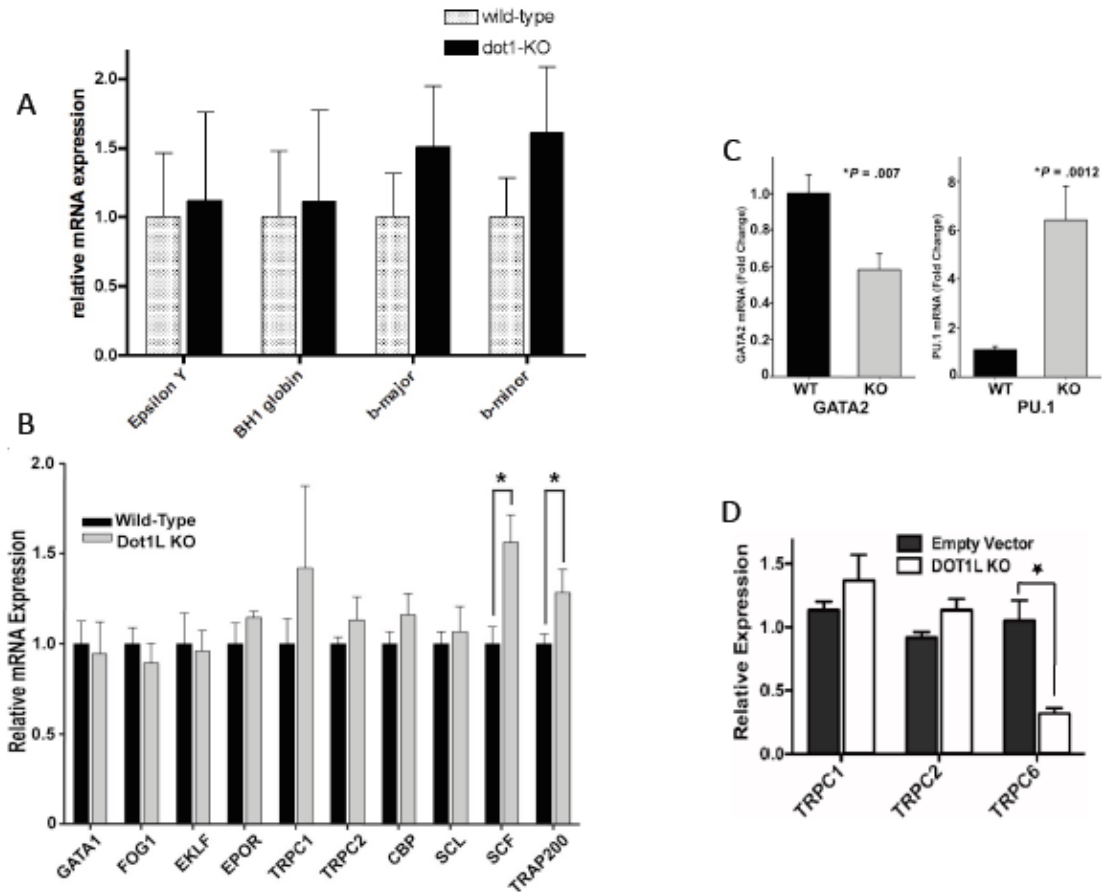 A
wild-type
dot1-KO
relative mRNA expression
2.0
1.5
1.0
0.5
0.0
Epsilon Y
BH1 globin
b-major
b-minor
B
Relative mRNA Expression
2.0
1.5
1.0
0.5
0
Wild-Type
Dot1L KO
*
*
GATA1
FOG1
EKLF
EPOR
TRPC1
TRPC2
CBP
SCL
SCF
TRAP200
C
GATA2 mRNA (Fold Change)
1.0
0.8
0.6
0.4
0.2
0
*P = .007
WT
KO
GATA2
PU.1 mRNA (Fold Change)
8
6
4
2
0
*P = .0012
WT
KO
PU.1
D
Relative Expression
1.5
1.0
0.5
0.0
Empty Vector
DOT1L KO
*
TRPC1
TRPC2
TRPC6